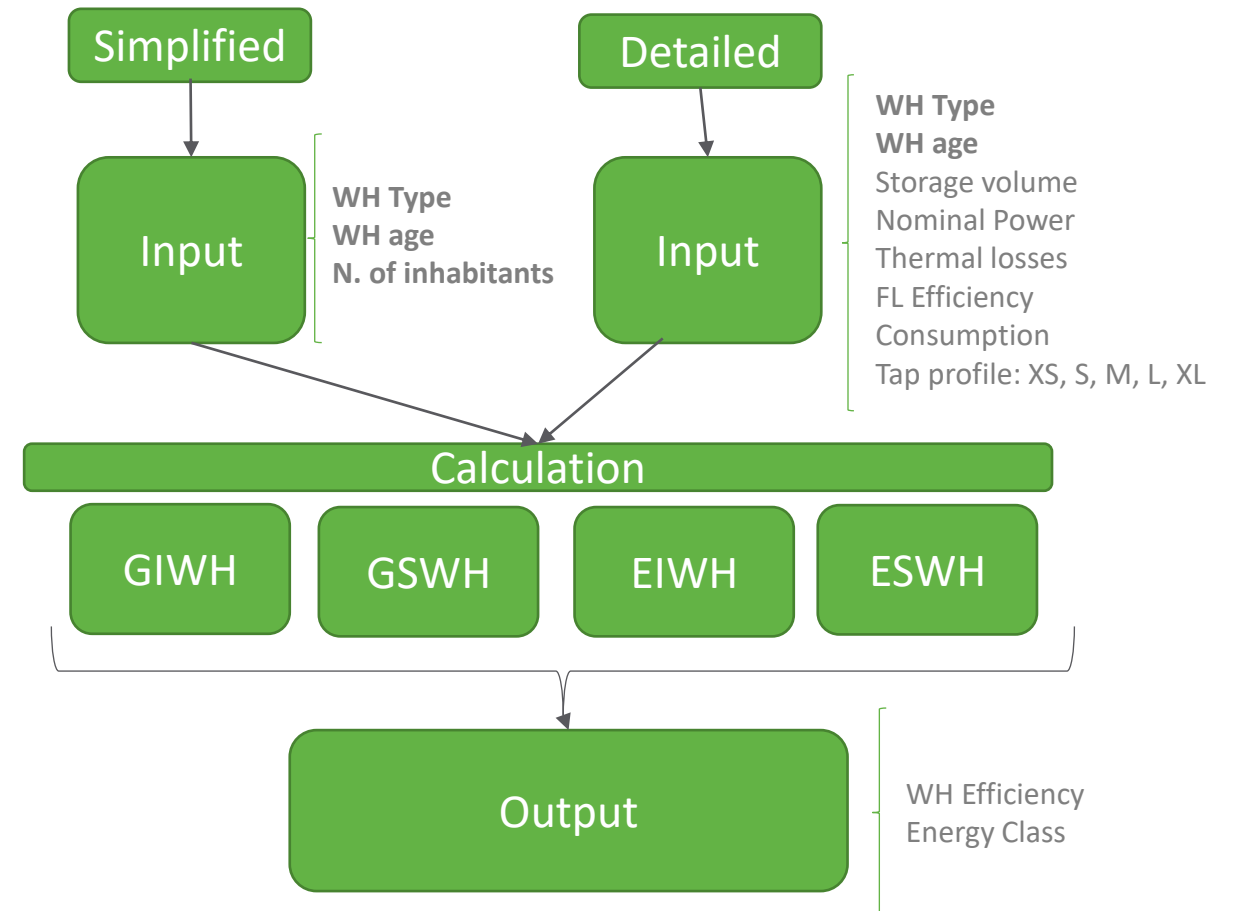 Simplified
Detailed
Input
WH Type
WH age
N. of inhabitants
Input
WH Type
WH age
Storage volume
Nominal Power
Thermal losses
FL Efficiency
Consumption
Tap profile: XS, S, M, L, XL
Calculation
GIWH
GSWH
EIWH
ESWH
Output
WH Efficiency
Energy Class